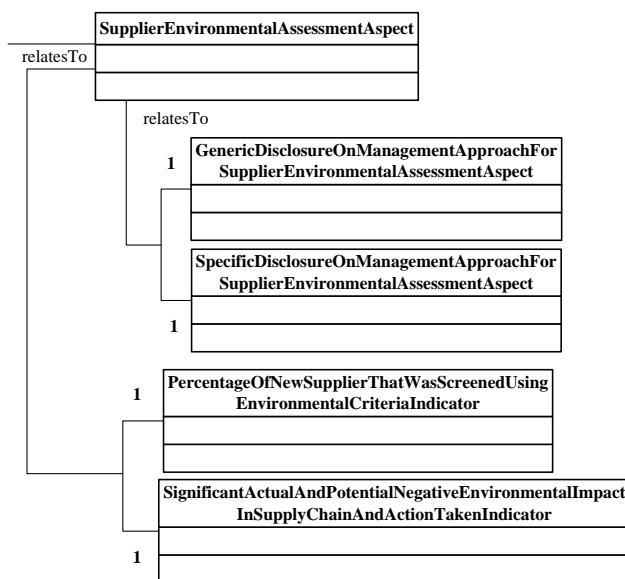 SupplierEnvironmentalAssessmentAspect
relatesTo
relatesTo
1
GenericDisclosureOnManagementApproachFor
SupplierEnvironmentalAssessmentAspect
SpecificDisclosureOnManagementApproachFor
SupplierEnvironmentalAssessmentAspect
1
1
PercentageOfNewSupplierThatWasScreenedUsing
EnvironmentalCriteriaIndicator
SignificantActualAndPotentialNegativeEnvironmentalImpact
InSupplyChainAndActionTakenIndicator
1